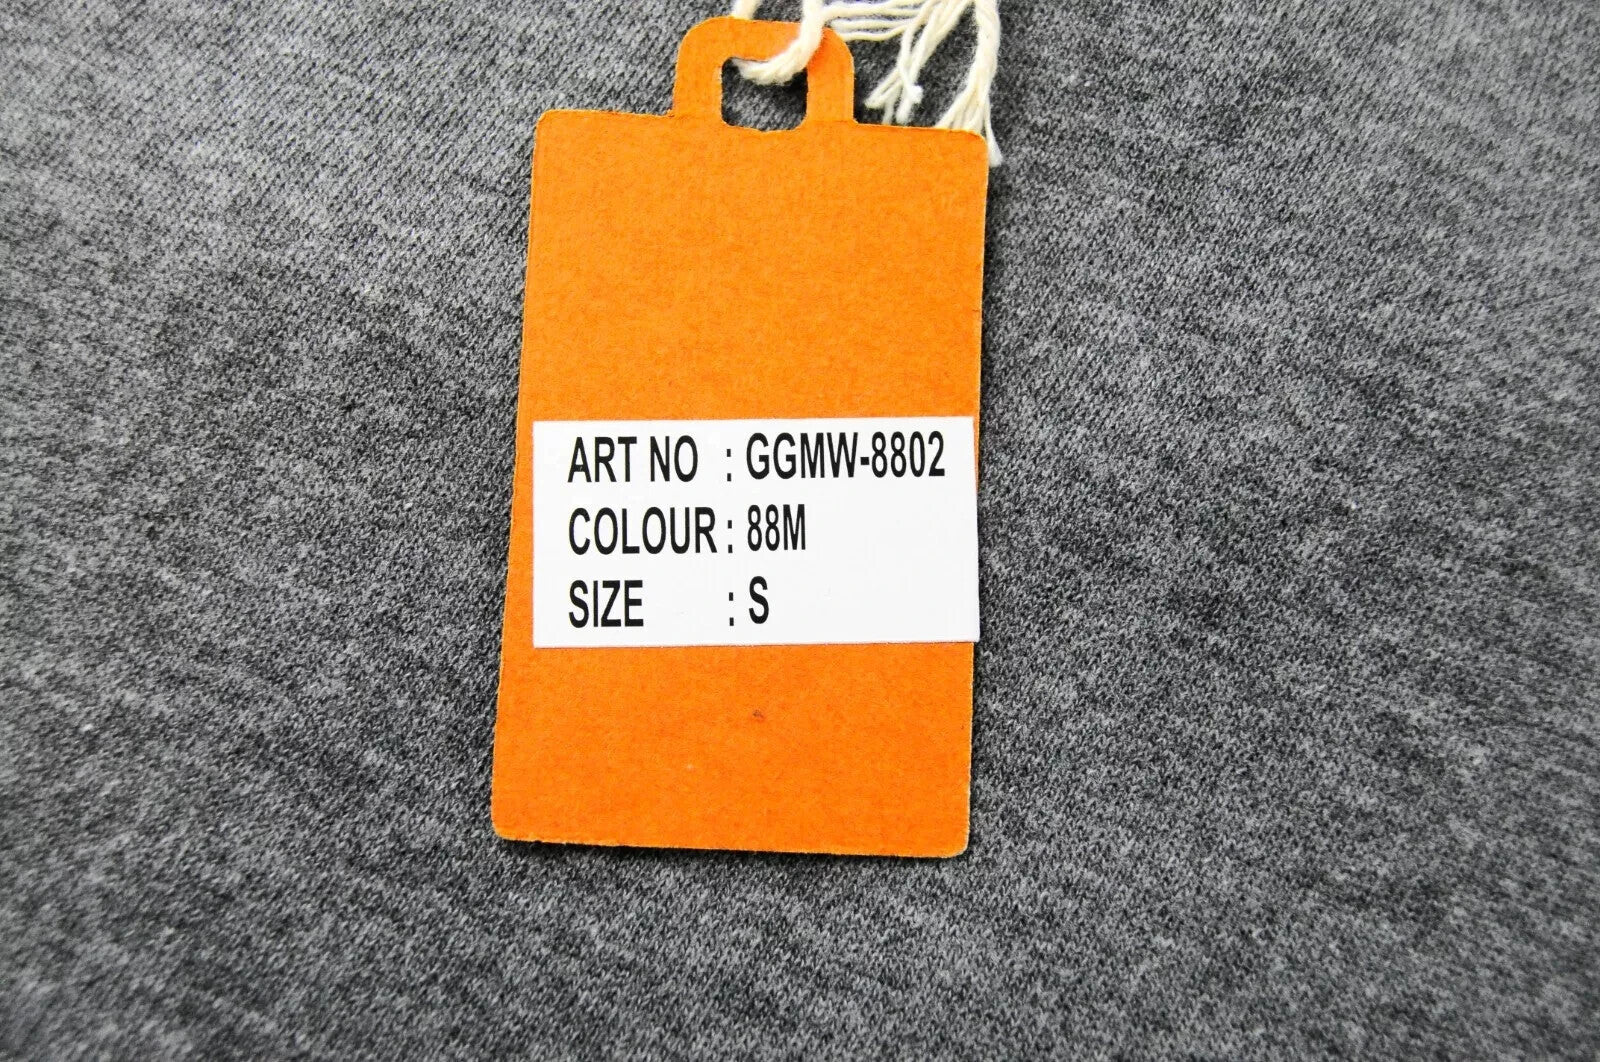 ART NO : GGMW-8802
COLOUR : 88M
SIZE : S